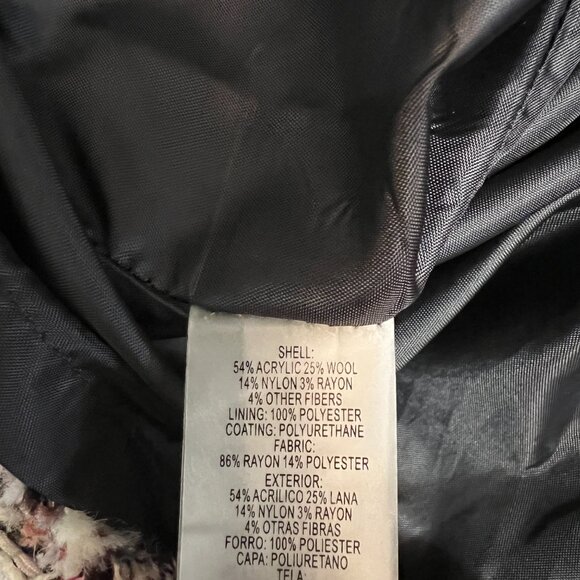 SHELL:
54% ACRYLIC 25% WOOL
14% NYLON 3% RAYON
4% OTHER FIBERS
LINING: 100% POLYESTER
COATING: POLYURETHANE
FABRIC:
86% RAYON 14% POLYESTER
EXTERIOR:
54% ACRILICO 25% LANA
14% NYLON 3% RAYON
4% OTRAS FIBRAS
FORRO: 100% POLIESTER
CAPA: POLIURETANO
TELA: